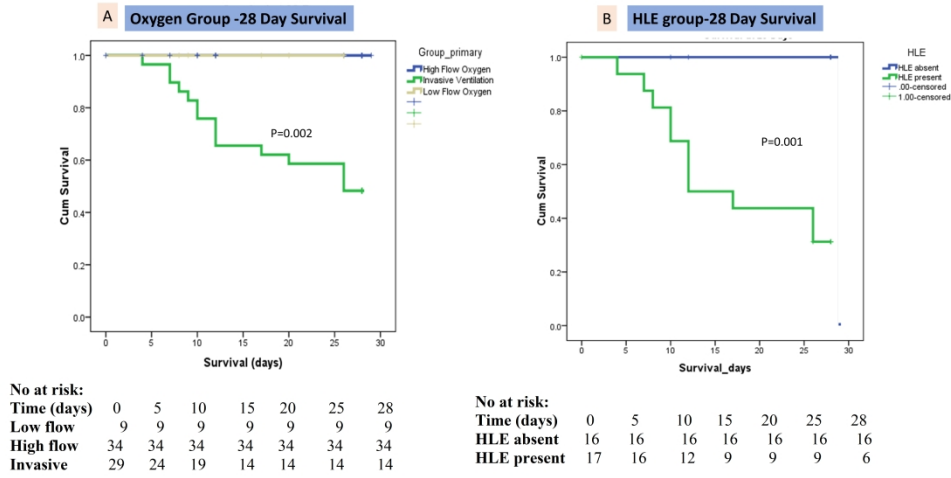 A Oxygen Group -28 Day Survival
Group_primary
High Flow Oxygen
Invasive Ventilation
Low Flow Oxygen
P=0.002
Cum Survival
1.0
0.8
0.6
0.4
0.2
0.0
0 5 10 15 20 25 30
Survival (days)
No at risk:
Time (days) 0 5 10 15 20 25 28
Low flow 9 9 9 9 9 9 9
High flow 34 34 34 34 34 34 34
Invasive 29 24 19 14 14 14 14
B HLE group-28 Day Survival
HLE
HLE absent
HLE present
.00-censored
1.00-censored
P=0.001
Cum Survival
1.0
0.8
0.6
0.4
0.2
0.0
0 5 10 15 20 25 30
Survival_days
No at risk:
Time (days) 0 5 10 15 20 25 28
HLE absent 16 16 16 16 16 16 16
HLE present 17 16 12 9 9 9 6